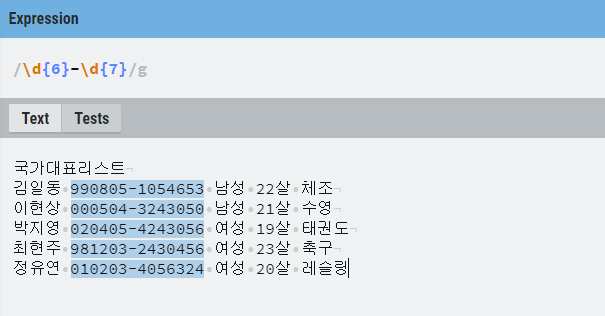 Expression
/\d{6}-\d{7}/g
Text Tests
국가대표리스트
김일동 990805-1054653 남성 22살 체조
이현상 000504-3243050 남성 21살 수영
박지영 020405-4243056 여성 19살 태권도
최현주 981203-2430456 여성 23살 축구
정유연 010203-4056324 여성 20살 레슬링